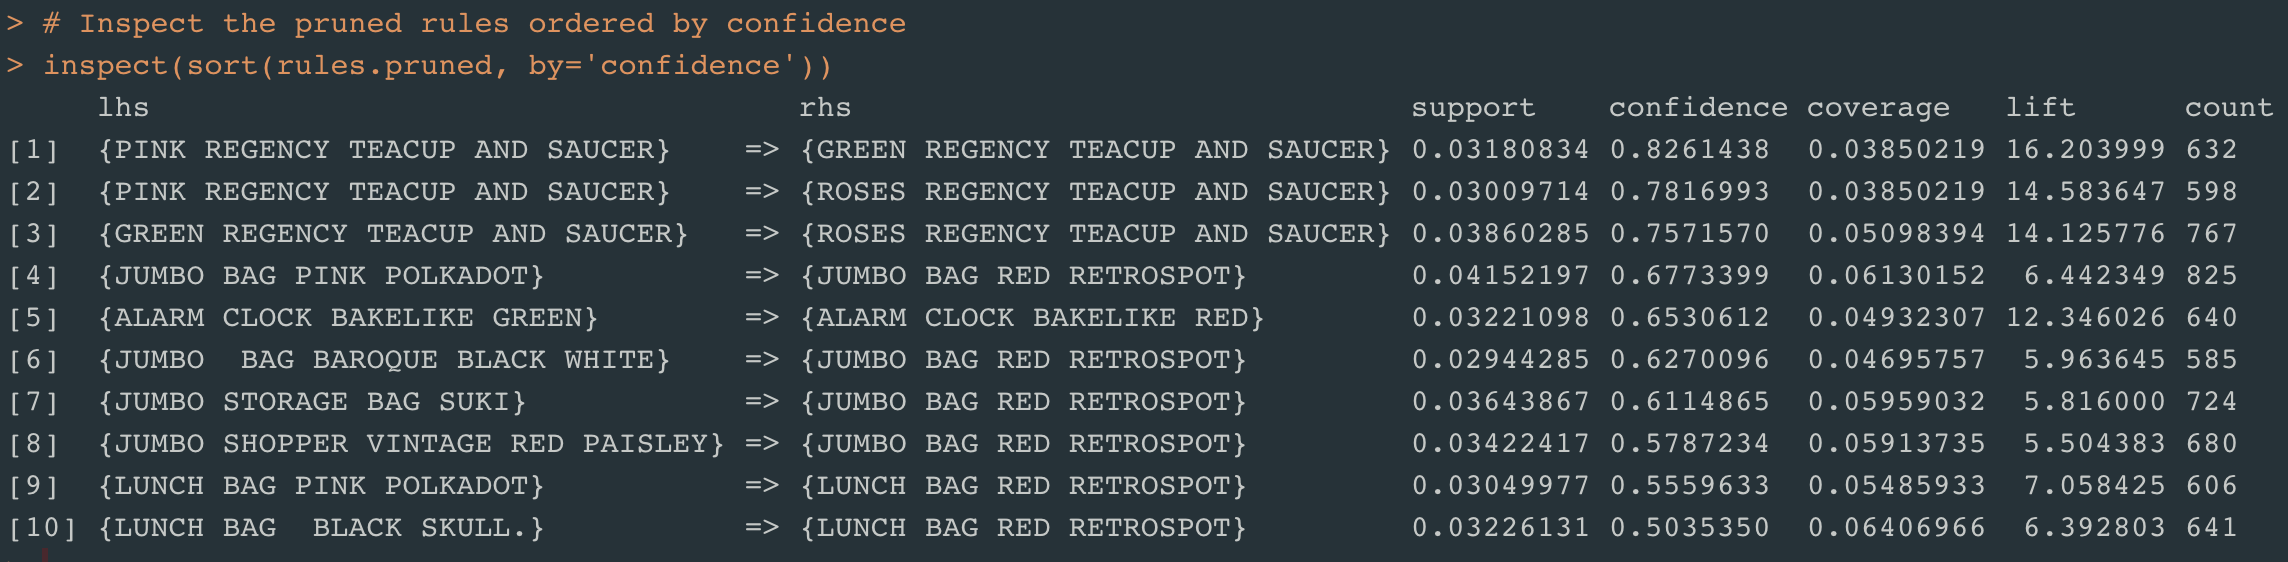 > # Inspect the pruned rules ordered by confidence
> inspect(sort(rules.pruned, by='confidence'))
     lhs                                    rhs                                support    confidence coverage   lift      count
[1]  {PINK REGENCY TEACUP AND SAUCER}    => {GREEN REGENCY TEACUP AND SAUCER} 0.03180834 0.8261438  0.03850219 16.203999 632
[2]  {PINK REGENCY TEACUP AND SAUCER}    => {ROSES REGENCY TEACUP AND SAUCER} 0.03009714 0.7816993  0.03850219 14.583647 598
[3]  {GREEN REGENCY TEACUP AND SAUCER}   => {ROSES REGENCY TEACUP AND SAUCER} 0.03860285 0.7571570  0.05098394 14.125776 767
[4]  {JUMBO BAG PINK POLKADOT}           => {JUMBO BAG RED RETROSPOT}         0.04152197 0.6773399  0.06130152  6.442349 825
[5]  {ALARM CLOCK BAKELIKE GREEN}        => {ALARM CLOCK BAKELIKE RED}        0.03221098 0.6530612  0.04932307 12.346026 640
[6]  {JUMBO  BAG BAROQUE BLACK WHITE}    => {JUMBO BAG RED RETROSPOT}         0.02944285 0.6270096  0.04695757  5.963645 585
[7]  {JUMBO STORAGE BAG SUKI}            => {JUMBO BAG RED RETROSPOT}         0.03643867 0.6114865  0.05959032  5.816000 724
[8]  {JUMBO SHOPPER VINTAGE RED PAISLEY} => {JUMBO BAG RED RETROSPOT}         0.03422417 0.5787234  0.05913735  5.504383 680
[9]  {LUNCH BAG PINK POLKADOT}           => {LUNCH BAG RED RETROSPOT}         0.03049977 0.5559633  0.05485933  7.058425 606
[10] {LUNCH BAG  BLACK SKULL.}           => {LUNCH BAG RED RETROSPOT}         0.03226131 0.5035350  0.06406966  6.392803 641